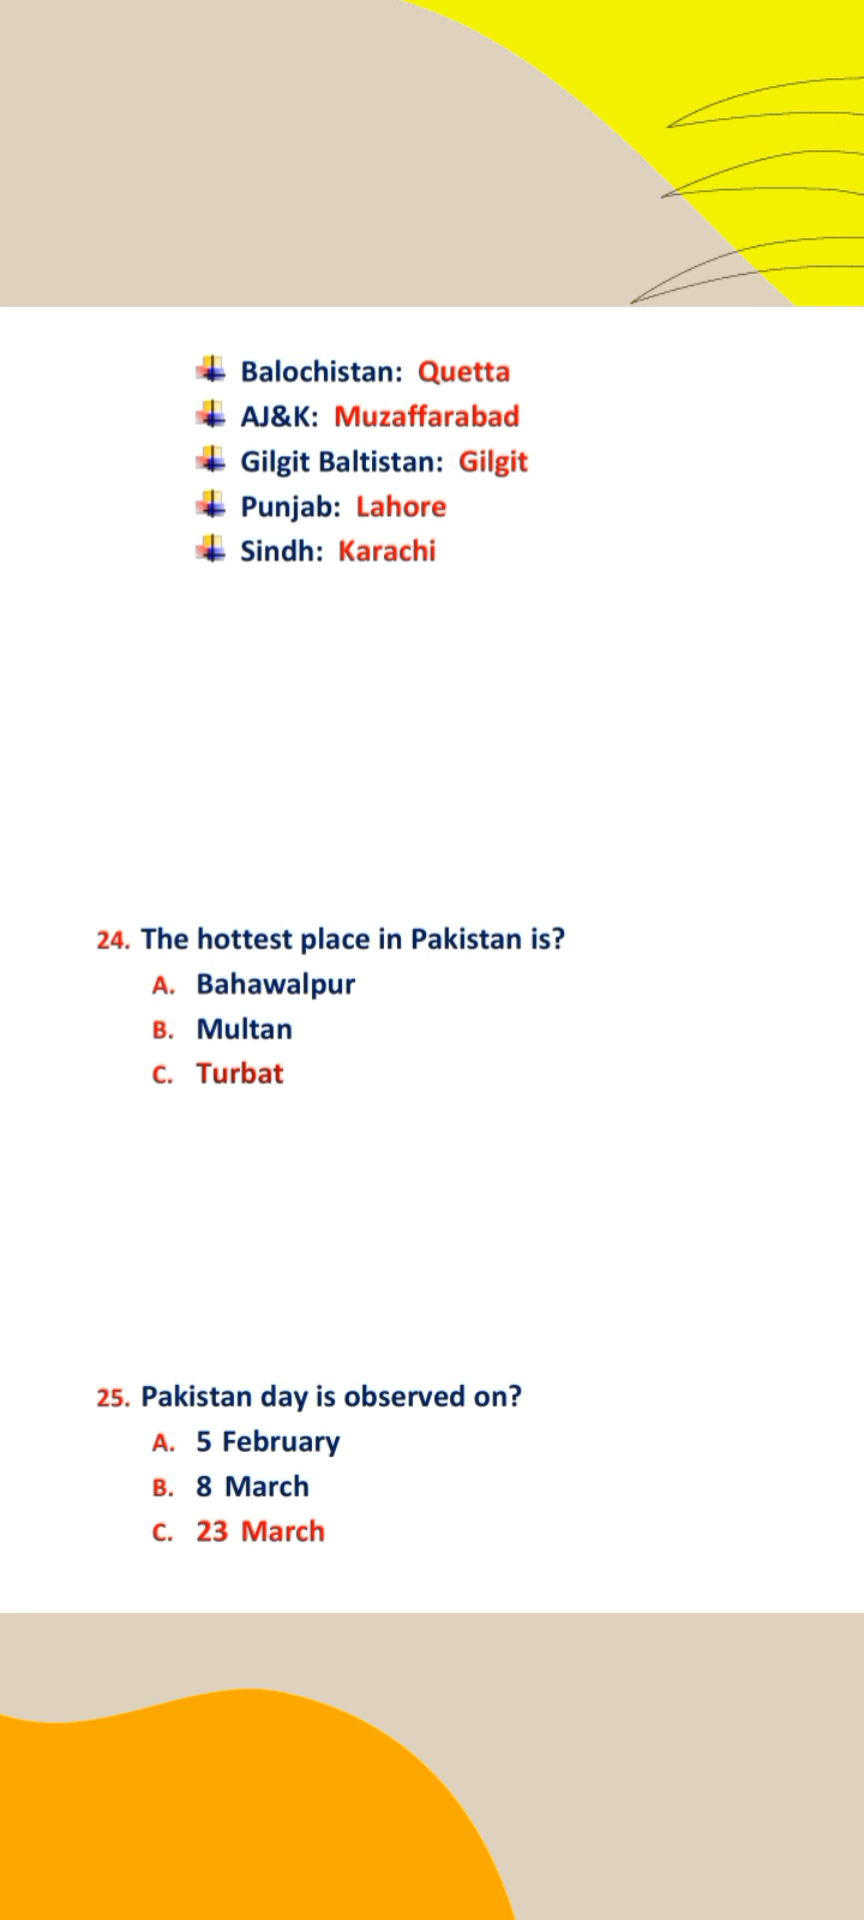 Balochistan: Quetta
AJ&K: Muzaffarabad
Gilgit Baltistan: Gilgit
Punjab: Lahore
Sindh: Karachi
24. The hottest place in Pakistan is?
A. Bahawalpur
B. Multan
C. Turbat
25. Pakistan day is observed on?
A. 5 February
B. 8 March
C. 23 March